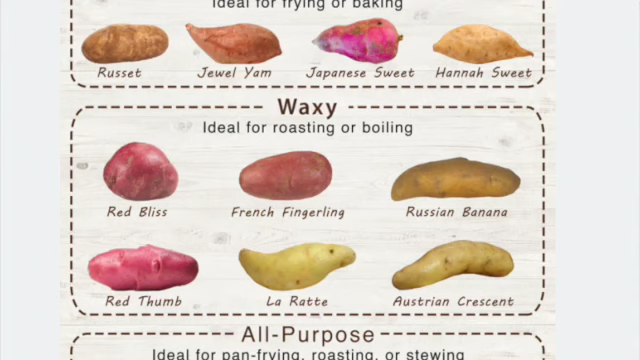 Ideal for frying or baking
Russet Jewel Yam Japanese Sweet Hannah Sweet
Waxy
Ideal for roasting or boiling
Red Bliss French Fingerling Russian Banana
Red Thumb La Ratte Austrian Crescent
All-Purpose
Ideal for pan-frying, roasting, or stewing